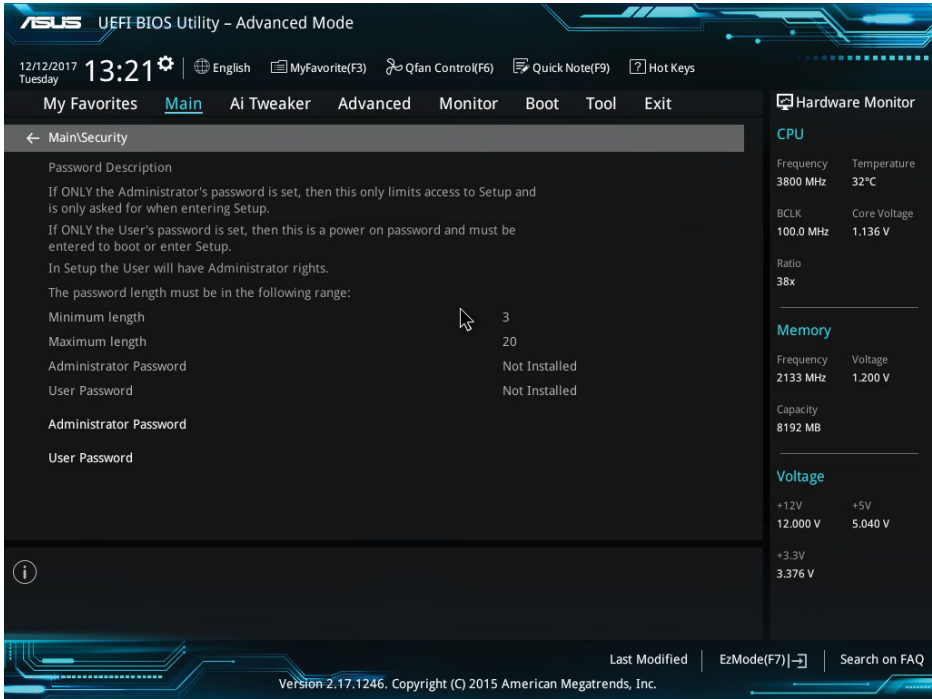 ASUS UEFI BIOS Utility – Advanced Mode
12/12/2017
Tuesday
13:21
English
MyFavorite(F3)
Qfan Control(F6)
Quick Note(F9)
? Hot Keys
My Favorites Main Ai Tweaker Advanced Monitor Boot Tool Exit
Main\Security
Password Description
If ONLY the Administrator's password is set, then this only limits access to Setup and
is only asked for when entering Setup.
If ONLY the User's password is set, then this is a power on password and must be
entered to boot or enter Setup.
In Setup the User will have Administrator rights.
The password length must be in the following range:
Minimum length 3
Maximum length 20
Administrator Password Not Installed
User Password Not Installed
Administrator Password
User Password
Hardware Monitor
CPU
Frequency Temperature
3800 MHz 32°C
BCLK Core Voltage
100.0 MHz 1.136 V
Ratio
38x
Memory
Frequency Voltage
2133 MHz 1.200 V
Capacity
8192 MB
Voltage
+12V +5V
12.000 V 5.040 V
+3.3V
3.376 V
Last Modified
EzMode(F7)
Search on FAQ
Version 2.17.1246. Copyright (C) 2015 American Megatrends, Inc.